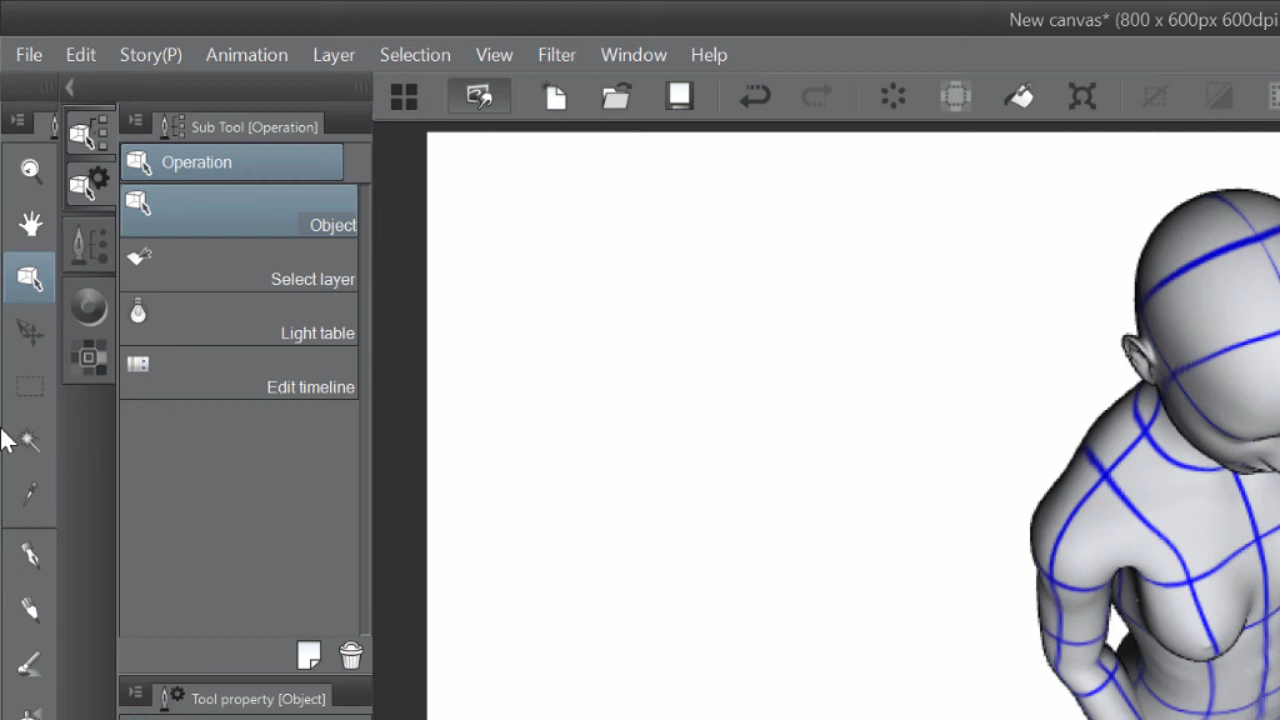 New canvas* (800 x 600px 600dpi
File Edit Story(P) Animation Layer Selection View Filter Window Help
Sub Tool [Operation]
Operation
Object
Select layer
Light table
Edit timeline
Tool property [Object]